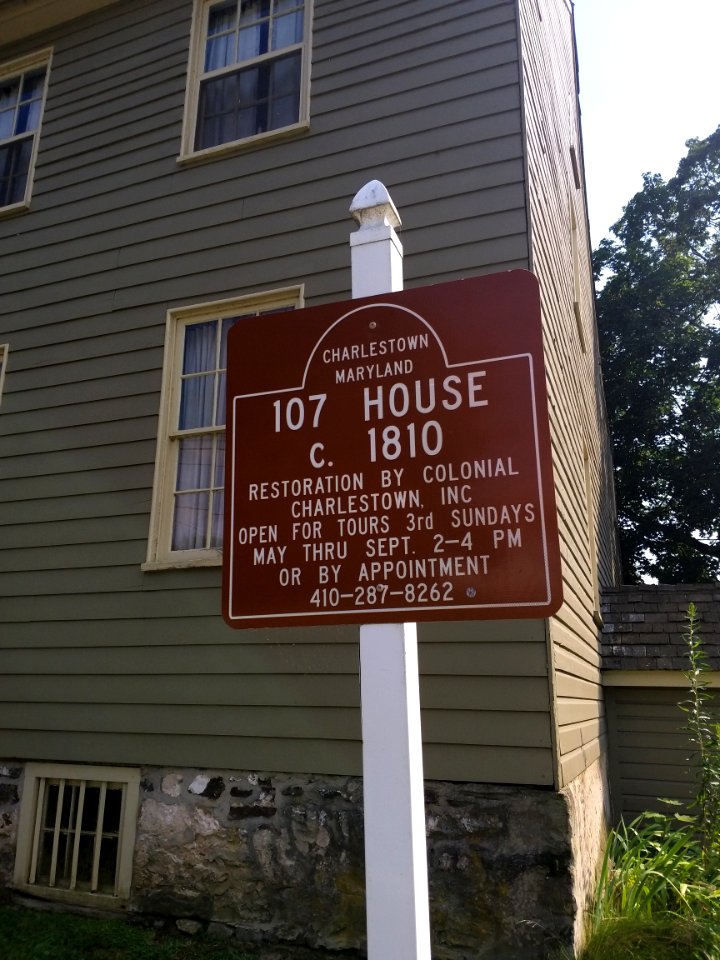 CHARLESTOWN
MARYLAND
107 HOUSE
c. 1810
RESTORATION BY COLONIAL
CHARLESTOWN, INC
OPEN FOR TOURS 3rd SUNDAYS
MAY THRU SEPT. 2-4 PM
OR BY APPOINTMENT
410-287-8262